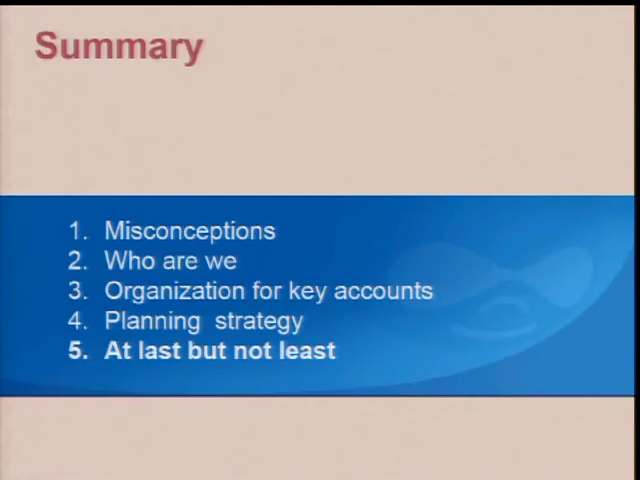 Summary
1. Misconceptions
2. Who are we
3. Organization for key accounts
4. Planning strategy
5. At last but not least